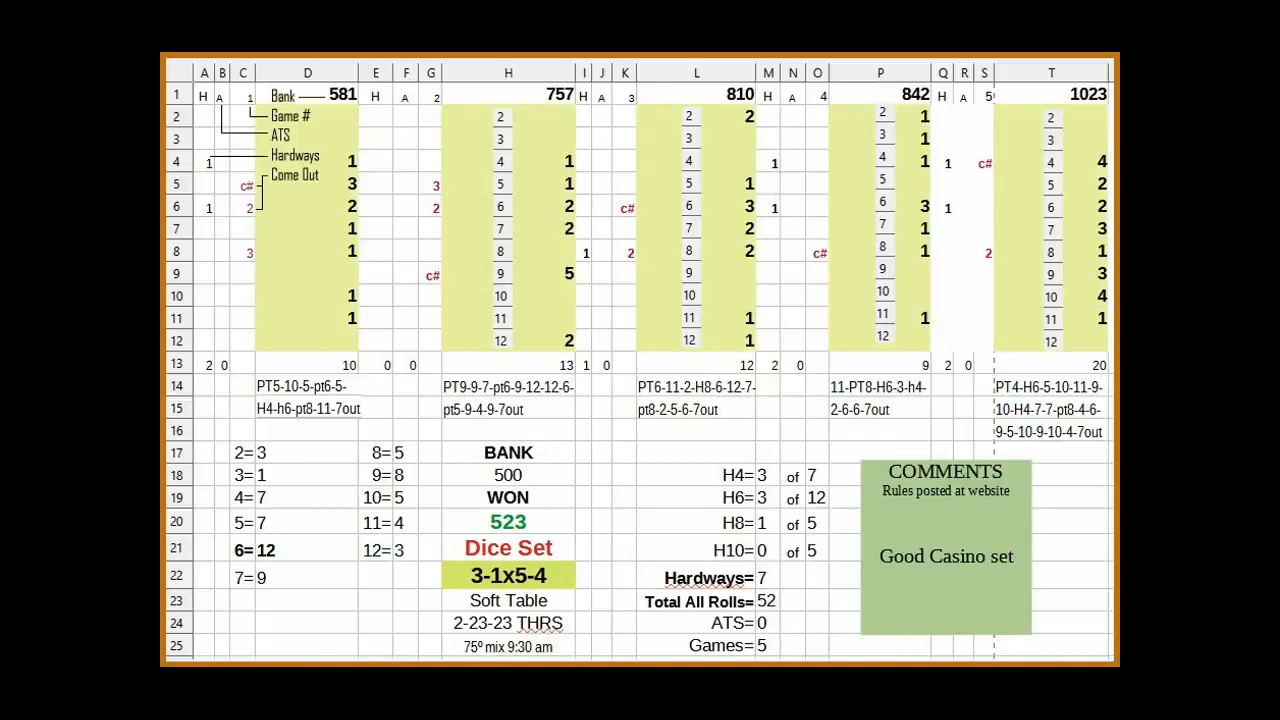 A B C D E F G H I J K L M N O P Q R S T
1 H A 1 Bank 581 H A 2 757 H A 3 810 H A 4 842 H A 5 1023
2 Game # 2 2 2 2 1 2
3 ATS 3 3 3 1 3
4 1 Hardways 1 4 1 4 1 4 1 1 c# 4 4
5 c# Come Out 3 3 5 1 5 1 5 5 2
6 1 2 2 2 6 2 c# 6 3 1 6 3 1 6 2
7 1 7 2 7 2 7 1 7 3
8 3 1 8 1 2 8 2 c# 8 1 2 8 1
9 c# 9 5 9 9 9 3
10 1 10 10 10 10 4
11 1 11 11 1 11 1 11 1
12 12 2 12 1 12 12
13 2 0 10 0 0 13 1 0 12 2 0 9 2 0 20
14 PT5-10-5-pt6-5- PT9-9-7-pt6-9-12-12-6- PT6-11-2-H8-6-12-7- 11-PT8-H6-3-h4- PT4-H6-5-10-11-9-
15 H4-h6-pt8-11-7out pt5-9-4-9-7out pt8-2-5-6-7out 2-6-6-7out 10-H4-7-7-pt8-4-6-
16 9-5-10-9-10-4-7out
17 2= 3 8= 5 BANK
18 3= 1 9= 8 500 H4= 3 of 7 COMMENTS
Rules posted at website
19 4= 7 10= 5 WON H6= 3 of 12
20 5= 7 11= 4 523 H8= 1 of 5
21 6= 12 12= 3 Dice Set H10= 0 of 5 Good Casino set
22 7= 9 3-1x5-4 Hardways= 7
23 Soft Table Total All Rolls= 52
24 2-23-23 THRS ATS= 0
25 75º mix 9:30 am Games= 5